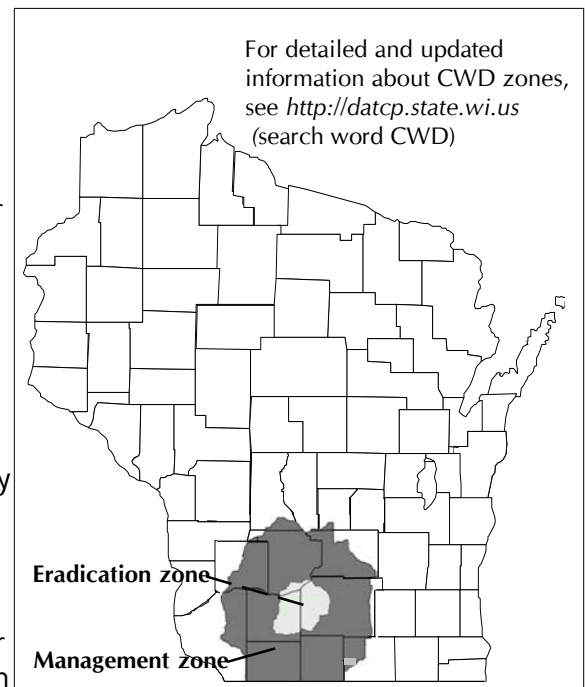 For detailed and updated
information about CWD zones,
see http://datcp.state.wi.us
(search word CWD)
Eradication zone
Management zone